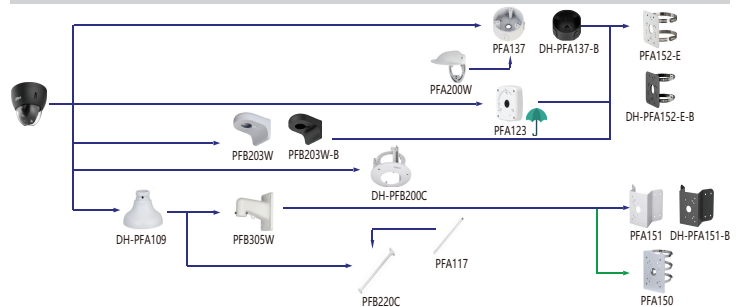 PFA137
DH-PFA137-B
PFA152-E
PFA200W
DH-PFA152-E-B
PFA123
PFB203W
PFB203W-B
DH-PFB200C
DH-PFA109
PFB305W
PFA151
DH-PFA151-B
PFA117
PFB220C
PFA150